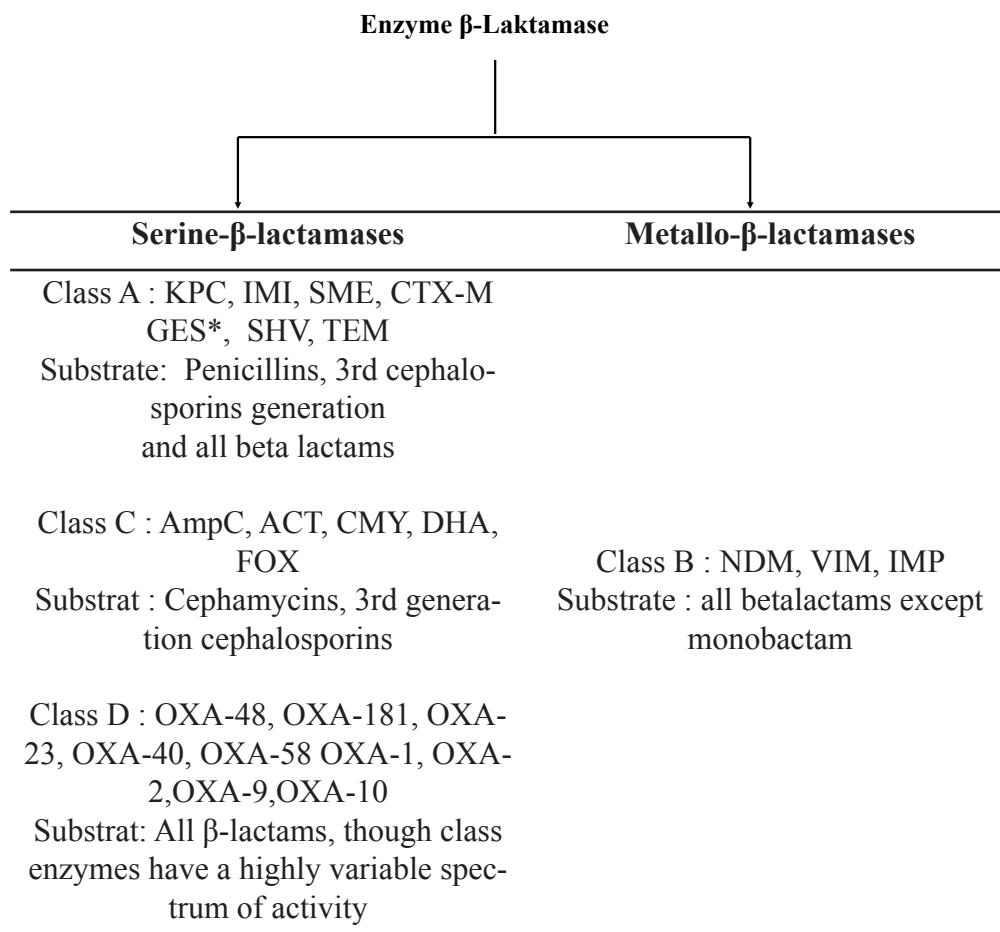 Enzyme β-Laktamase
Serine-β-lactamases
Metallo-β-lactamases
Class A : KPC, IMI, SME, CTX-M
GES*, SHV, TEM
Substrate: Penicillins, 3rd cephalo-
sporins generation
and all beta lactams
Class C : AmpC, ACT, CMY, DHA,
FOX
Substrat : Cephamycins, 3rd genera-
tion cephalosporins
Class D : OXA-48, OXA-181, OXA-
23, OXA-40, OXA-58 OXA-1, OXA-
2,OXA-9,OXA-10
Substrat: All β-lactams, though class
enzymes have a highly variable spec-
trum of activity
Class B : NDM, VIM, IMP
Substrate : all betalactams except
monobactam